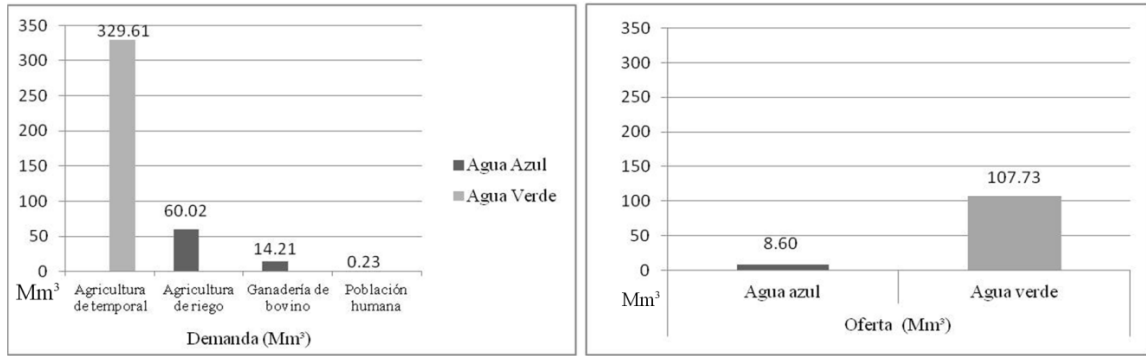 350
300
250
200
150
100
50
0
Mm³
329.61
60.02
14.21
0.23
Agricultura
de temporal
Agricultura
de riego
Ganadería de
bovino
Población
humana
Demanda (Mm³)
Agua Azul
Agua Verde
350
300
250
200
150
100
50
0
Mm³
8.60
107.73
Agua azul
Agua verde
Oferta (Mm³)